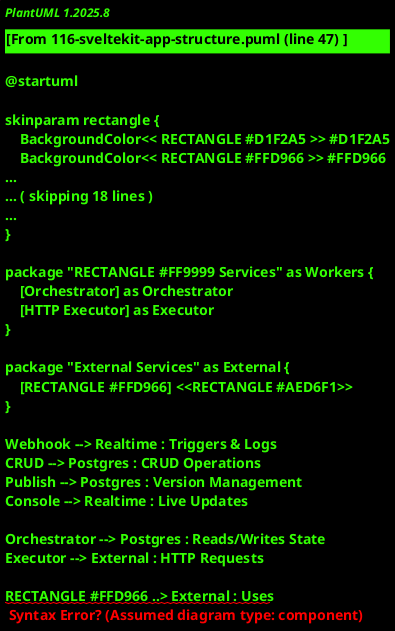 PlantUML 1.2025.8
[From 116-sveltekit-app-structure.puml (line 47) ]
@startuml
skinparam rectangle {
BackgroundColor<< RECTANGLE #D1F2A5 >> #D1F2A5
BackgroundColor<< RECTANGLE #FFD966 >> #FFD966
...
... ( skipping 18 lines )
...
}
package "RECTANGLE #FF9999 Services" as Workers {
[Orchestrator] as Orchestrator
[HTTP Executor] as Executor
}
package "External Services" as External {
[RECTANGLE #FFD966] <<RECTANGLE #AED6F1>>
}
Webhook --> Realtime : Triggers & Logs
CRUD --> Postgres : CRUD Operations
Publish --> Postgres : Version Management
Console --> Realtime : Live Updates
Orchestrator --> Postgres : Reads/Writes State
Executor --> External : HTTP Requests
RECTANGLE #FFD966 ..> External : Uses
Syntax Error? (Assumed diagram type: component)